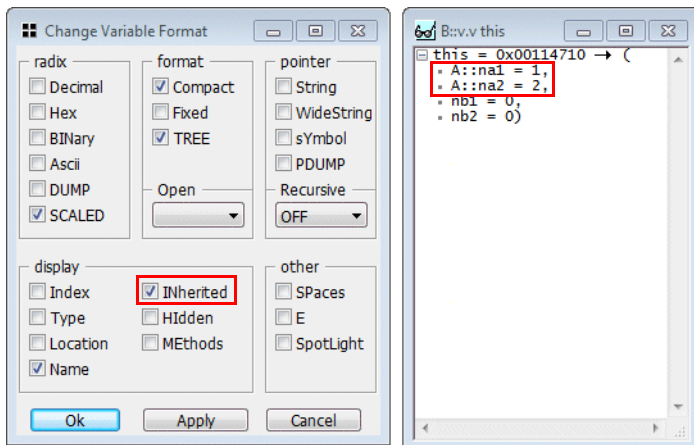 Change Variable Format
radix
Decimal
Hex
BINary
Ascii
DUMP
SCALED
format
Compact
Fixed
TREE
Open
pointer
String
WideString
sYmbol
PDUMP
Recursive
OFF
display
Index
Type
Location
Name
INherited
HIdden
MEthods
other
SPaces
E
SpotLight
Ok
Apply
Cancel
B::v.v this
this = 0x00114710 → (
A::na1 = 1,
A::na2 = 2,
nb1 = 0,
nb2 = 0)